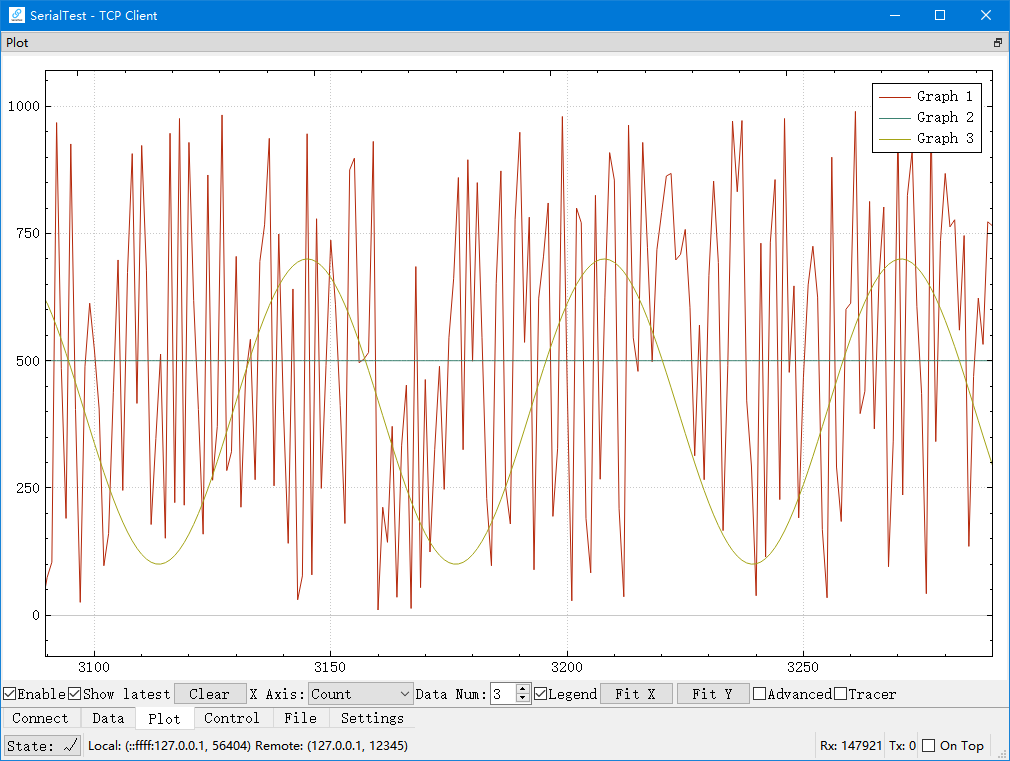 SerialTest - TCP Client
Plot
1000
750
500
250
0
3100 3150 3200 3250
Graph 1
Graph 2
Graph 3
Enable Show latest Clear X Axis: Count Data Num: 3 Legend Fit X Fit Y Advanced Tracer
Connect Data Plot Control File Settings
State: Local: (::ffff:127.0.0.1, 56404) Remote: (127.0.0.1, 12345) Rx: 147921 Tx: 0 On Top